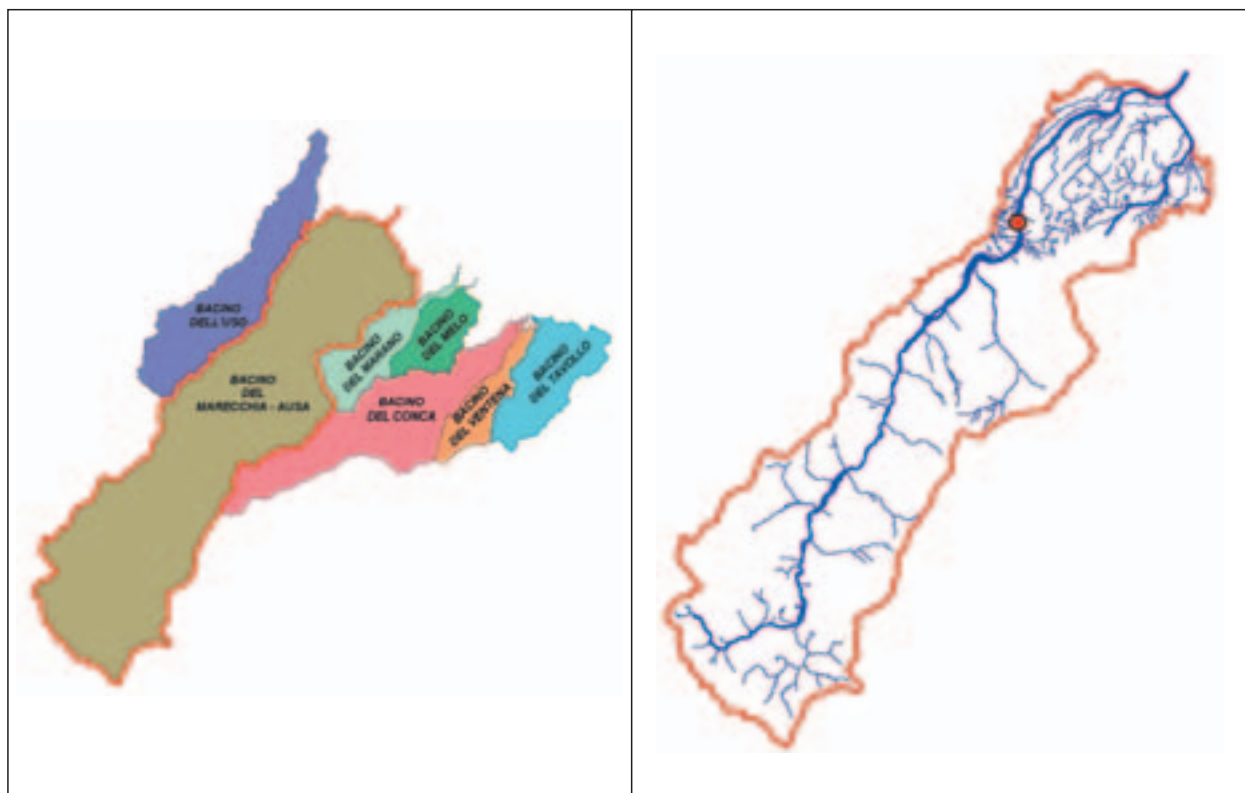 BACINO
DELL'USO
BACINO
DEL
MARECCHIA - AUSA
BACINO
DEL MARANO
BACINO
DEL MELO
BACINO
DEL CONCA
BACINO
DEL VENTENA
BACINO
DEL TAVOLLO